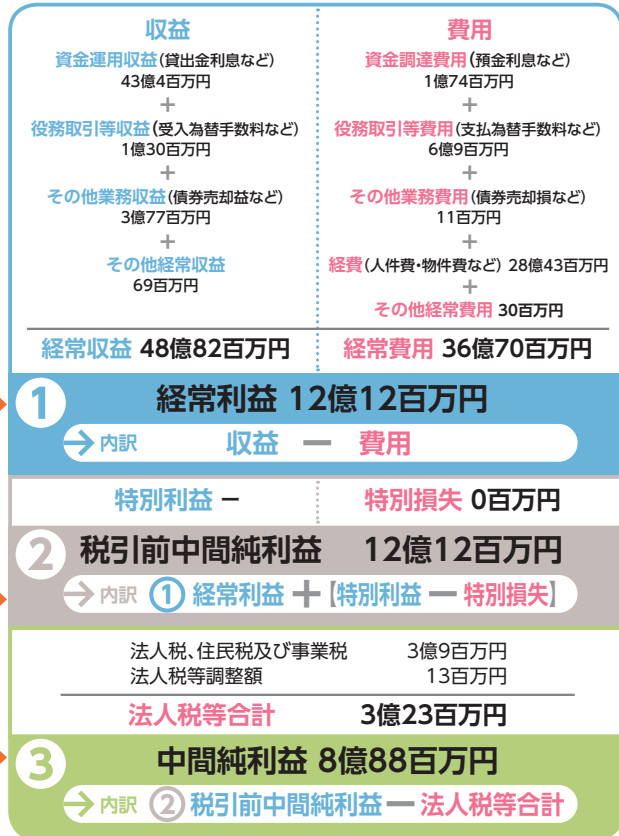 収益
資金運用収益(貸出金利息など)
43億4百万円
+
役務取引等収益(受入為替手数料など)
1億30百万円
+
その他業務収益(債券売却益など)
3億77百万円
+
その他経常収益
69百万円
経常収益 48億82百万円
費用
資金調達費用(預金利息など)
1億74百万円
+
役務取引等費用(支払為替手数料など)
6億9百万円
+
その他業務費用(債券売却損など)
11百万円
+
経費(人件費・物件費など) 28億43百万円
+
その他経常費用 30百万円
経常費用 36億70百万円
1 経常利益 12億12百万円
→内訳 収益 ー 費用
特別利益 − 特別損失 0百万円
2 税引前中間純利益 12億12百万円
→内訳 ①経常利益+[特別利益ー特別損失]
法人税、住民税及び事業税 3億9百万円
法人税等調整額 13百万円
法人税等合計 3億23百万円
3 中間純利益 8億88百万円
→内訳 ②税引前中間純利益ー法人税等合計